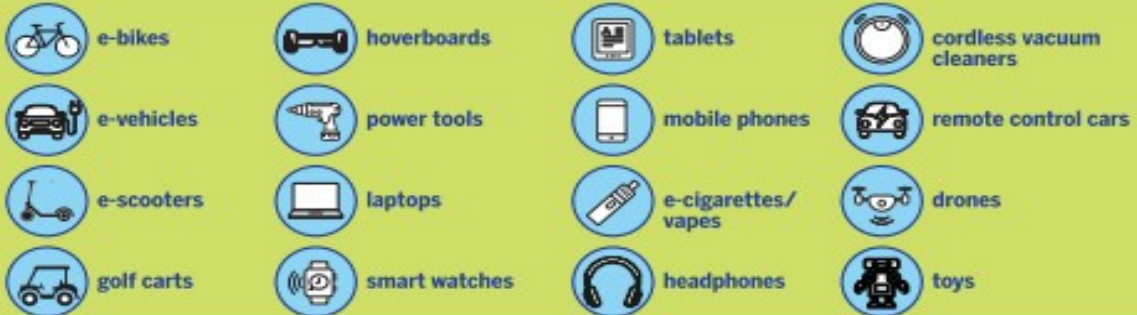 e-bikes
e-vehicles
e-scooters
golf carts
hoverboards
power tools
laptops
smart watches
tablets
mobile phones
e-cigarettes/
vapes
headphones
cordless vacuum
cleaners
remote control cars
drones
toys